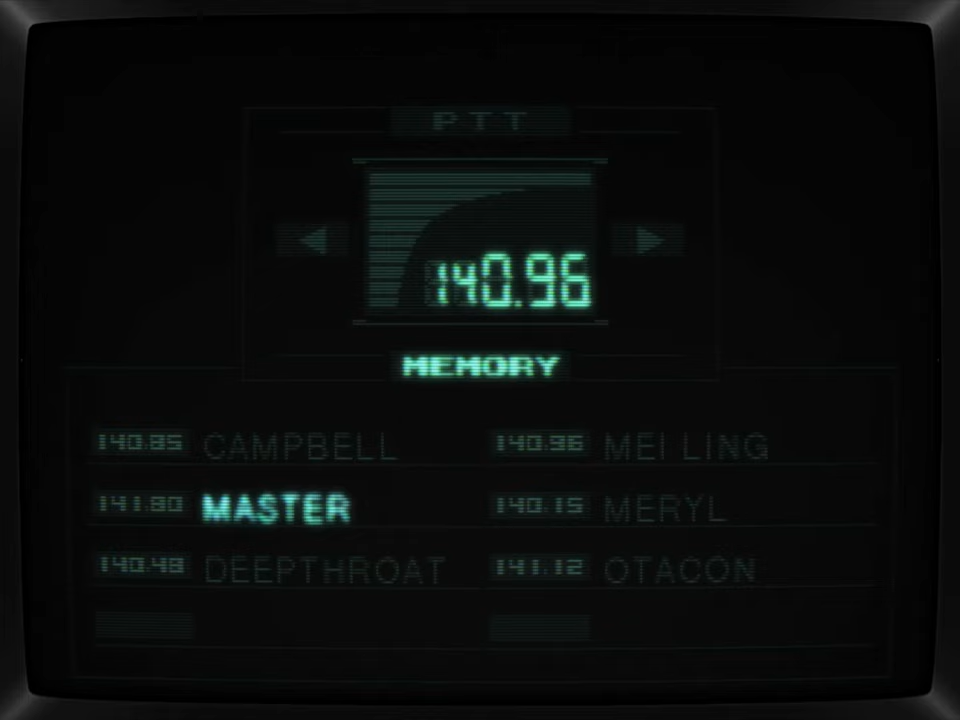 PTT
140.96
MEMORY
140.85 CAMPBELL 140.96 MEI LING
141.80 MASTER 140.15 MERYL
140.48 DEEPTHROAT 141.12 OTACON